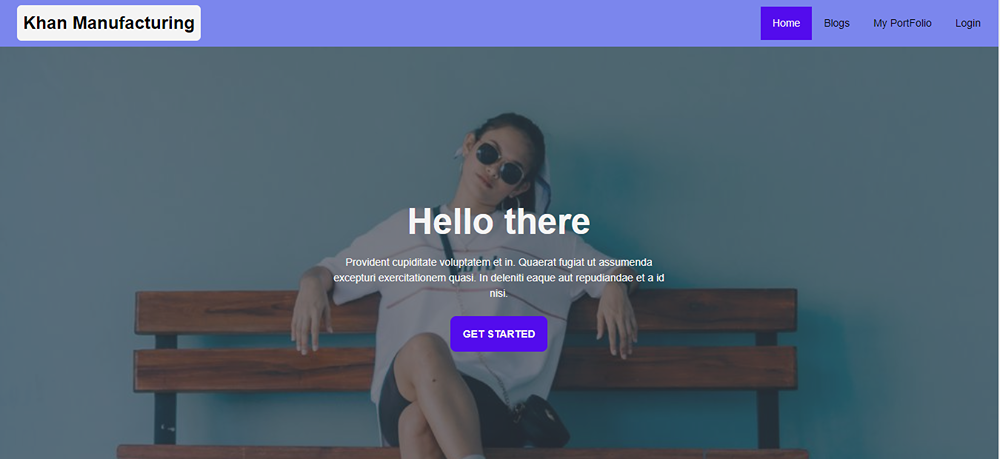 Khan Manufacturing
Home Blogs My PortFolio Login
Hello there
Provident cupiditate voluptatem et in. Quaerat fugiat ut assumenda
excepturi exercitationem quasi. In deleniti eaque aut repudiandae et a id
nisi.
GET STARTED